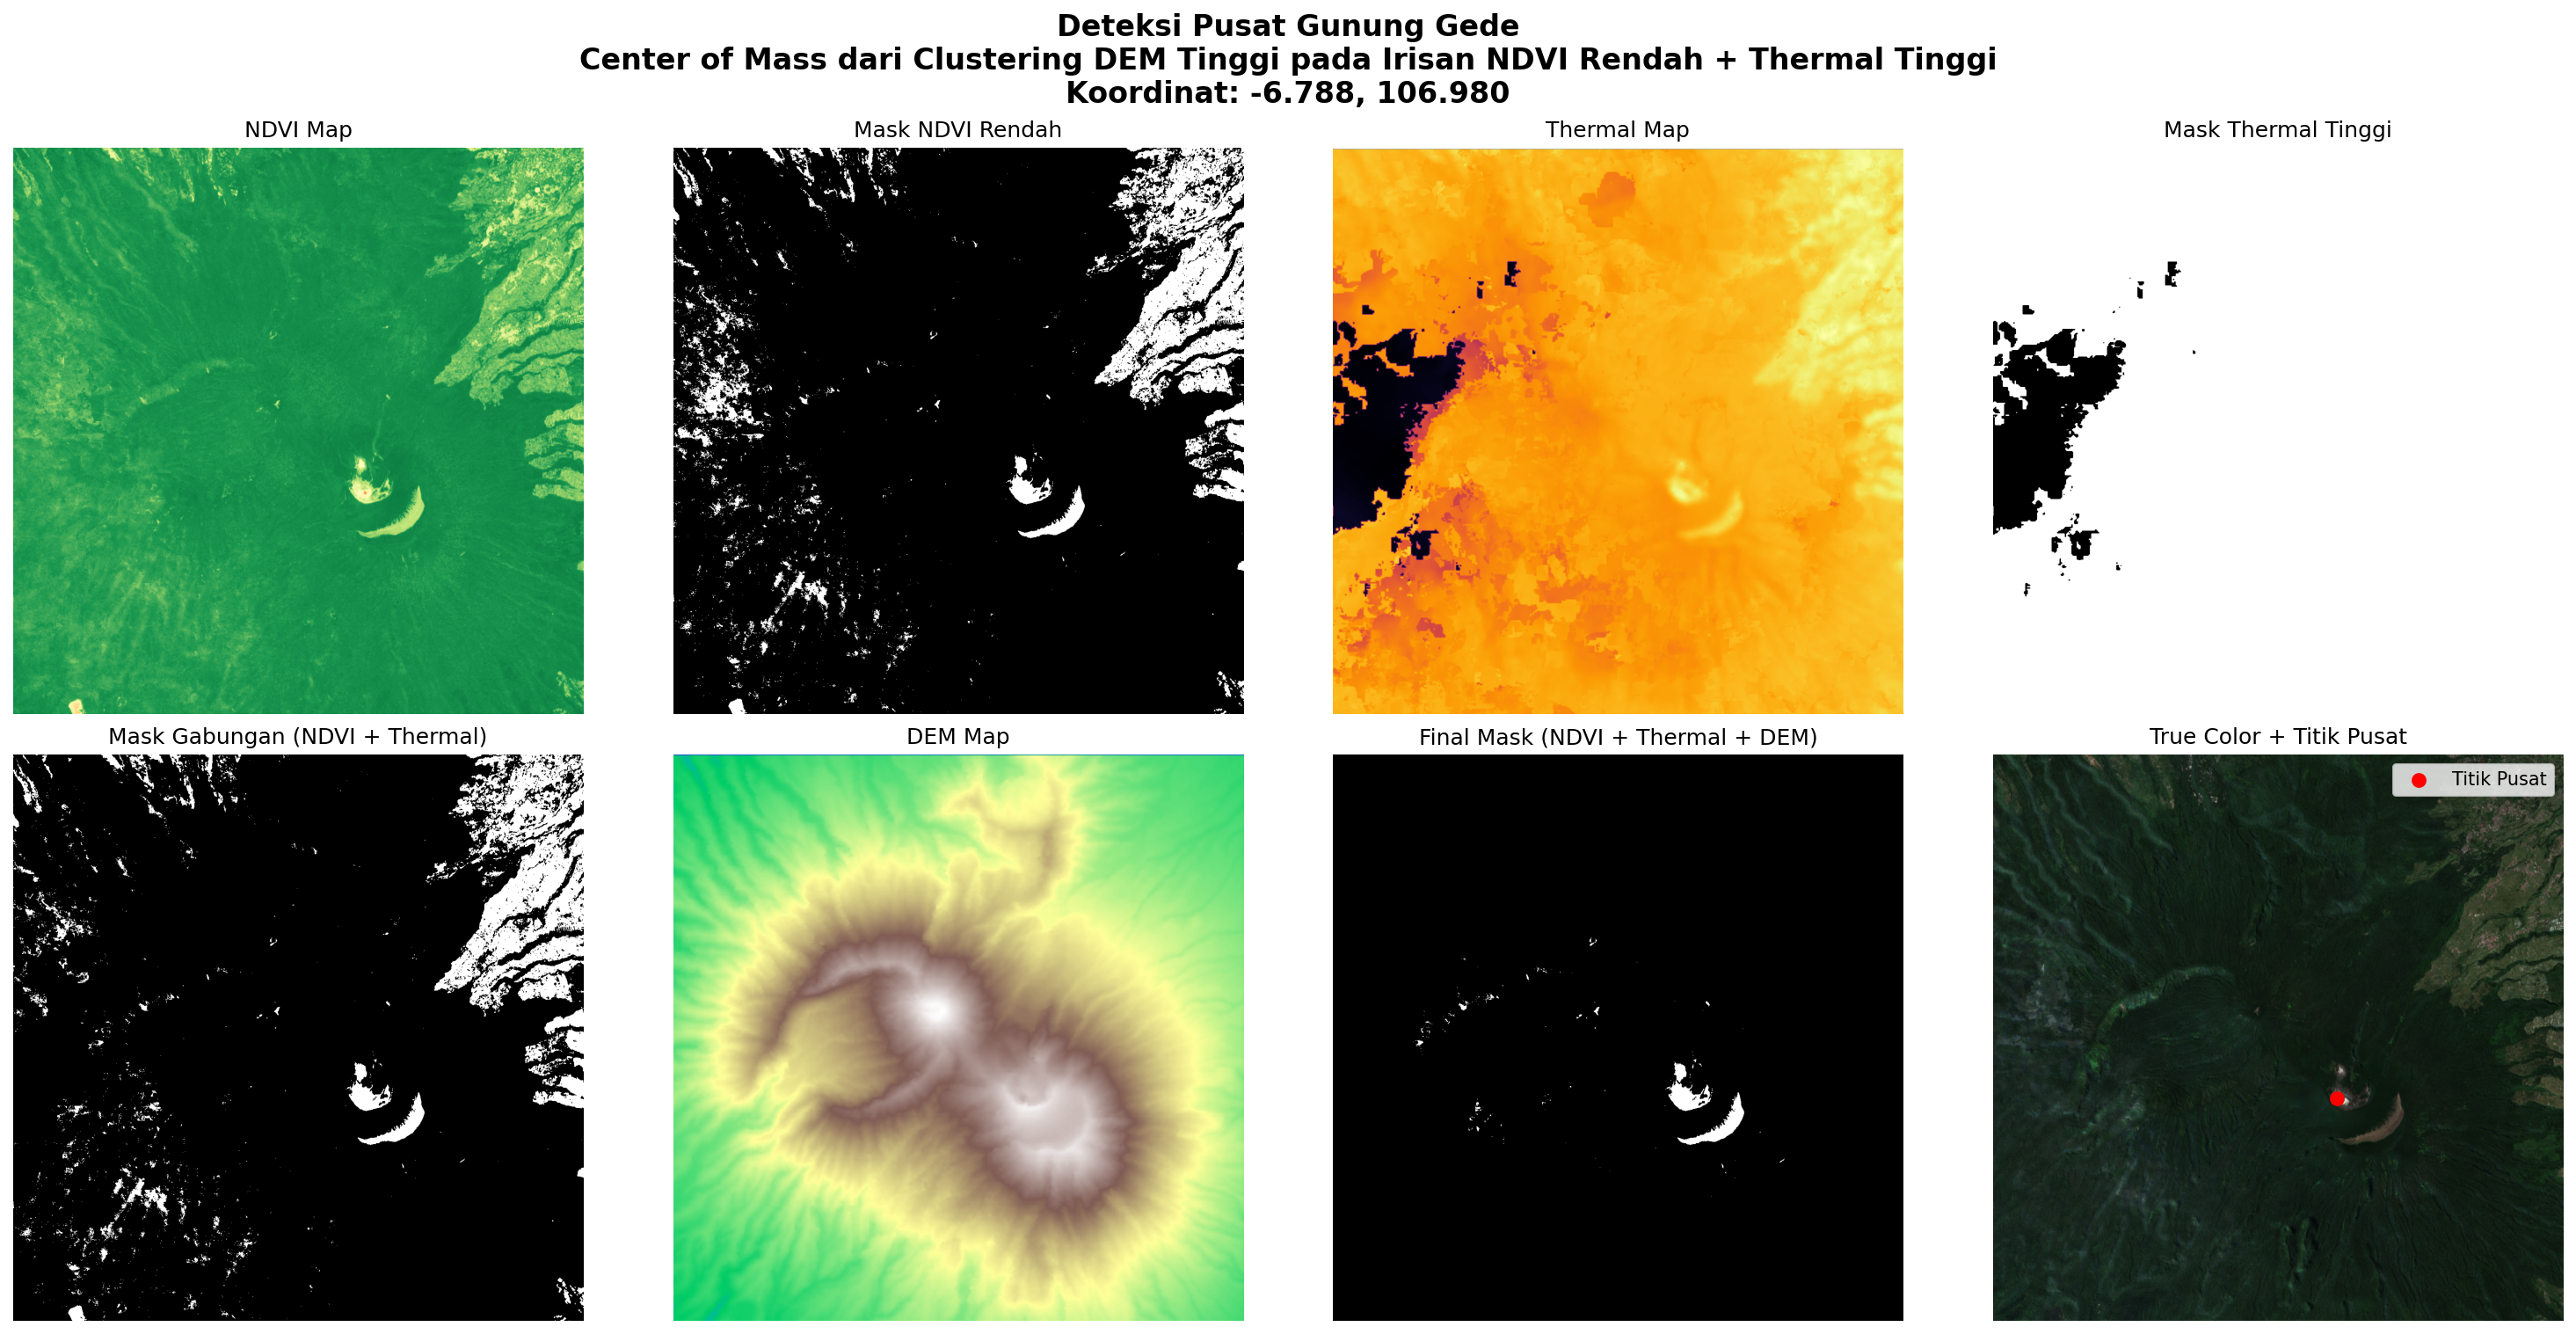 Deteksi Pusat Gunung Gede
Center of Mass dari Clustering DEM Tinggi pada Irisan NDVI Rendah + Thermal Tinggi
Koordinat: -6.788, 106.980
NDVI Map
Mask NDVI Rendah
Thermal Map
Mask Thermal Tinggi
Mask Gabungan (NDVI + Thermal)
DEM Map
Final Mask (NDVI + Thermal + DEM)
True Color + Titik Pusat
Titik Pusat